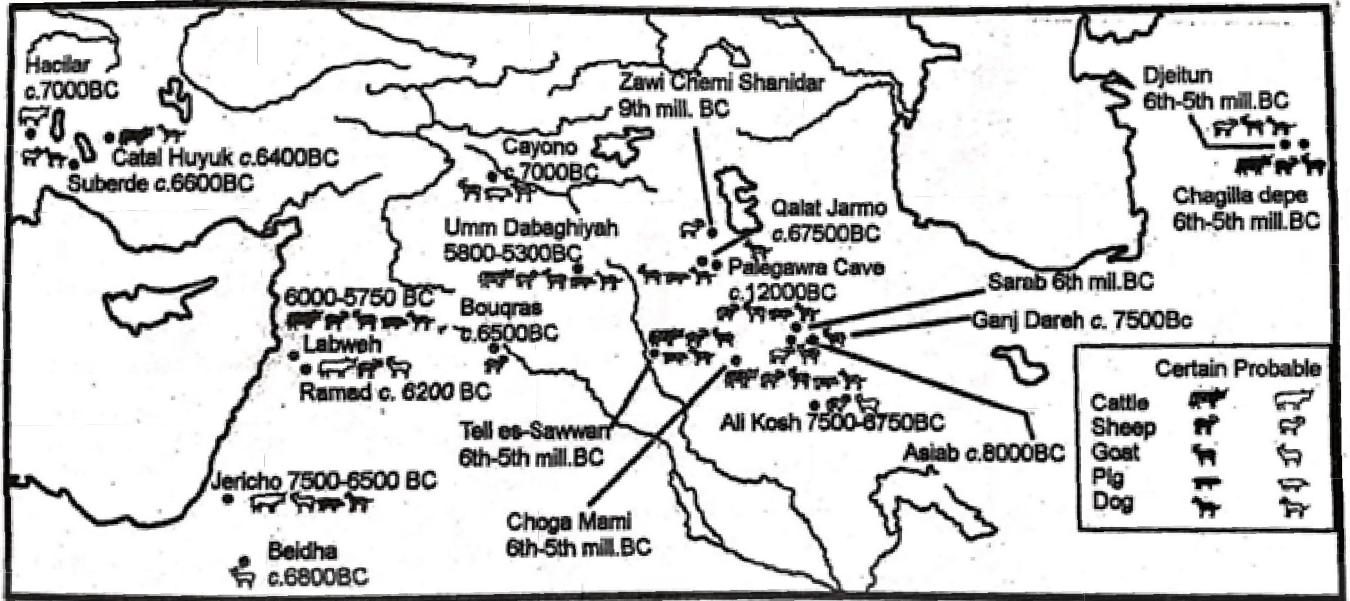 Hacilar
c.7000BC
Catal Huyuk c.6400BC
Suberde c.6600BC
Zawi Chemi Shanidar
9th mill. BC
Cayono
c.7000BC
Djeitun
6th-5th mill.BC
Chagilla depe
6th-5th mill.BC
Umm Dabaghiyah
5800-5300BC
Qalat Jarmo
c.67500BC
Palegawra Cave
c.12000BC
Sarab 6th mil.BC
Ganj Dareh c. 7500Bc
6000-5750 BC
Labweh
Ramad c. 6200 BC
Bouqras
c.6500BC
Ali Kosh 7500-6750BC
Asiab c.8000BC
Tell es-Sawwan
6th-5th mill.BC
Jericho 7500-6500 BC
Choga Mami
6th-5th mill.BC
Beidha
c.6800BC
Certain Probable
Cattle
Sheep
Goat
Pig
Dog